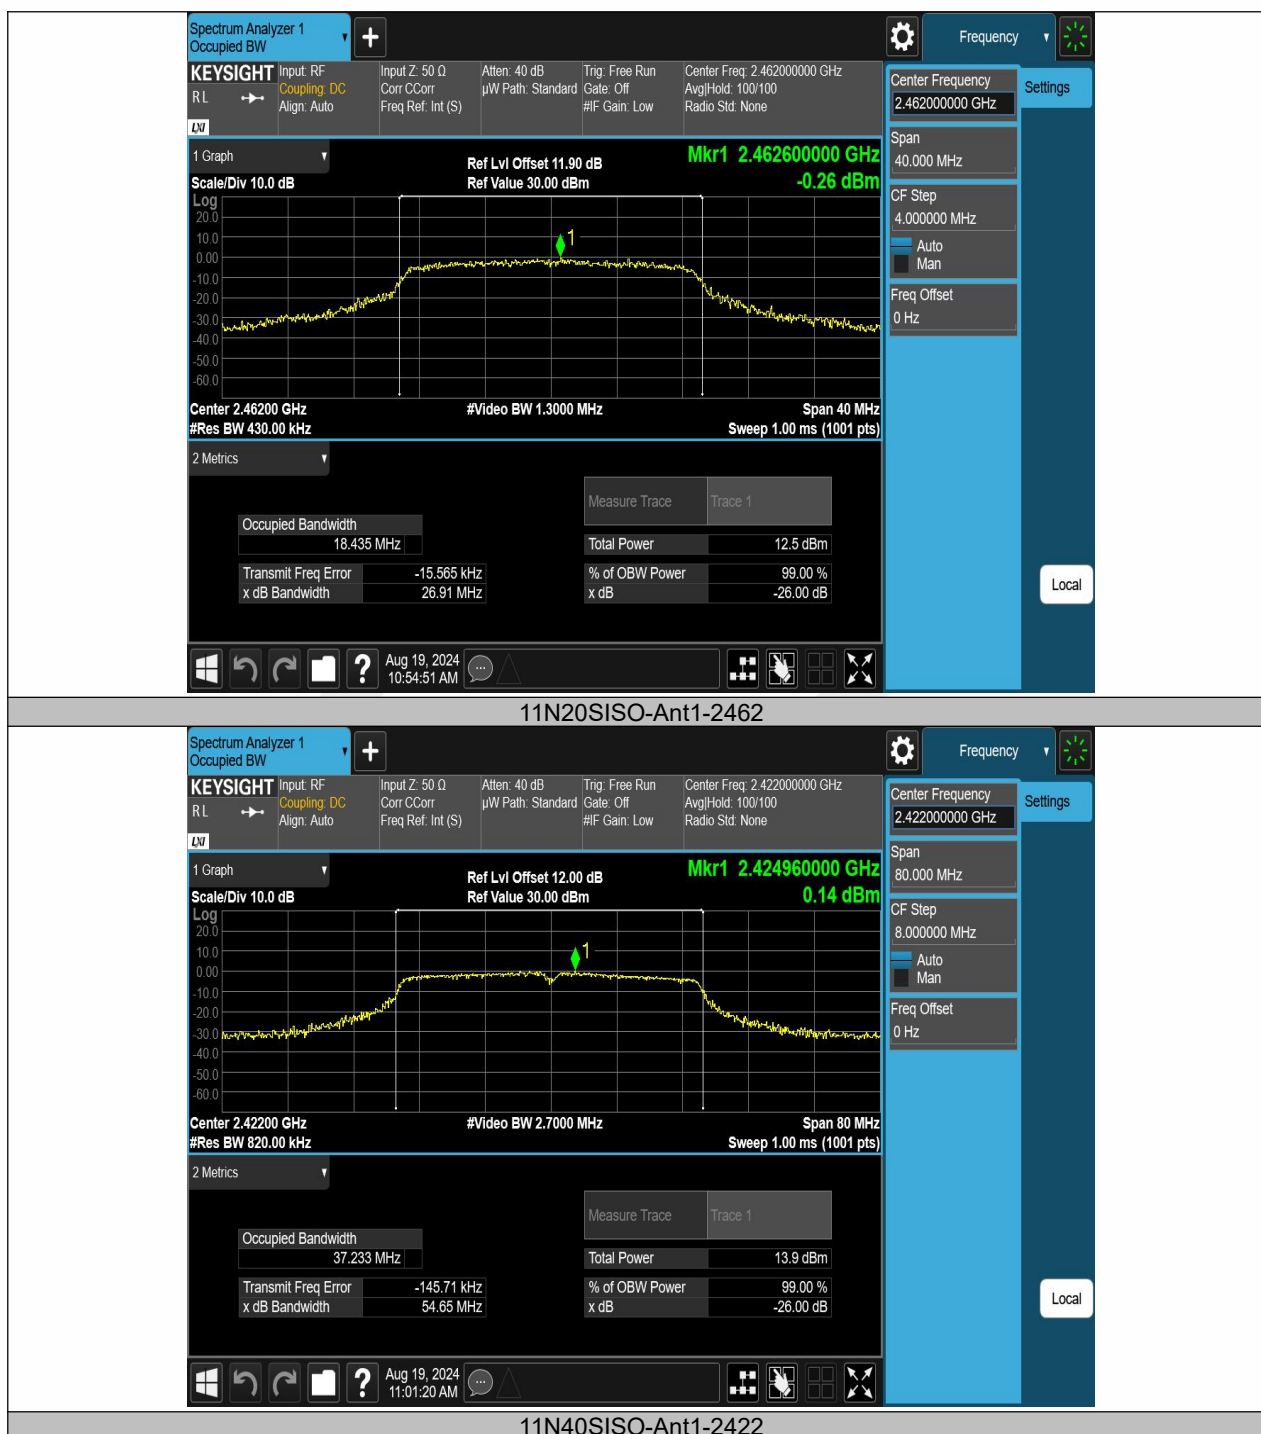 Spectrum Analyzer 1
Occupied BW
Frequency
KEYSIGHT
RL
LXI
Input: RF
Coupling: DC
Align: Auto
Input Z: 50 Ω
Corr CCorr
Freq Ref: Int (S)
Atten: 40 dB
µW Path: Standard
Trig: Free Run
Gate: Off
#IF Gain: Low
Center Freq: 2.462000000 GHz
Avg|Hold: 100/100
Radio Std: None
Center Frequency
2.462000000 GHz
Settings
Span
40.000 MHz
CF Step
4.000000 MHz
Auto
Man
Freq Offset
0 Hz
Local
1 Graph
Scale/Div 10.0 dB
Ref Lvl Offset 11.90 dB
Ref Value 30.00 dBm
Mkr1 2.462600000 GHz
-0.26 dBm
Log
20.0
10.0
0.00
-10.0
-20.0
-30.0
-40.0
-50.0
-60.0
1
Center 2.46200 GHz
#Video BW 1.3000 MHz
Span 40 MHz
#Res BW 430.00 kHz
Sweep 1.00 ms (1001 pts)
2 Metrics
Measure Trace Trace 1
Occupied Bandwidth
18.435 MHz
Total Power 12.5 dBm
Transmit Freq Error -15.565 kHz
% of OBW Power 99.00 %
x dB Bandwidth 26.91 MHz
x dB -26.00 dB
?
Aug 19, 2024
10:54:51 AM
11N20SISO-Ant1-2462
Spectrum Analyzer 1
Occupied BW
Frequency
KEYSIGHT
RL
LXI
Input: RF
Coupling: DC
Align: Auto
Input Z: 50 Ω
Corr CCorr
Freq Ref: Int (S)
Atten: 40 dB
µW Path: Standard
Trig: Free Run
Gate: Off
#IF Gain: Low
Center Freq: 2.422000000 GHz
Avg|Hold: 100/100
Radio Std: None
Center Frequency
2.422000000 GHz
Settings
Span
80.000 MHz
CF Step
8.000000 MHz
Auto
Man
Freq Offset
0 Hz
Local
1 Graph
Scale/Div 10.0 dB
Ref Lvl Offset 12.00 dB
Ref Value 30.00 dBm
Mkr1 2.424960000 GHz
0.14 dBm
Log
20.0
10.0
0.00
-10.0
-20.0
-30.0
-40.0
-50.0
-60.0
1
Center 2.42200 GHz
#Video BW 2.7000 MHz
Span 80 MHz
#Res BW 820.00 kHz
Sweep 1.00 ms (1001 pts)
2 Metrics
Measure Trace Trace 1
Occupied Bandwidth
37.233 MHz
Total Power 13.9 dBm
Transmit Freq Error -145.71 kHz
% of OBW Power 99.00 %
x dB Bandwidth 54.65 MHz
x dB -26.00 dB
?
Aug 19, 2024
11:01:20 AM
11N40SISO-Ant1-2422